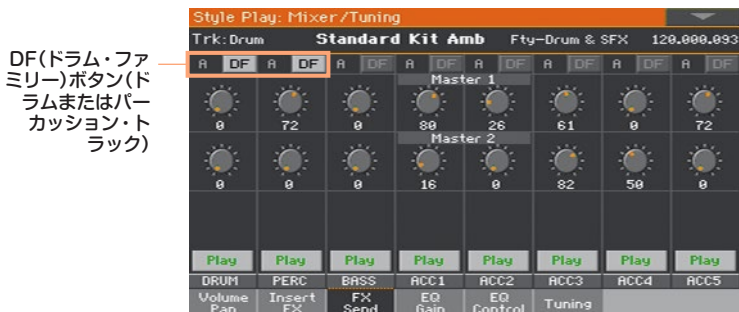 Style Play: Mixer/Tuning
Trk:Drum Standard Kit Amb Fty-Drum & SFX 120.000.093
DF(ドラム・ファ
ミリー)ボタン(ド
ラムまたはパー
カッション・ト
ラック)
A DF A DF A DF A DF A DF A DF A DF A DF
Master 1
0 72 0 80 26 61 0 72
Master 2
0 0 0 16 0 82 50 0
Play Play Play Play Play Play Play Play
DRUM PERC BASS ACC1 ACC2 ACC3 ACC4 ACC5
Volume Pan Insert FX FX Send EQ Gain EQ Control Tuning